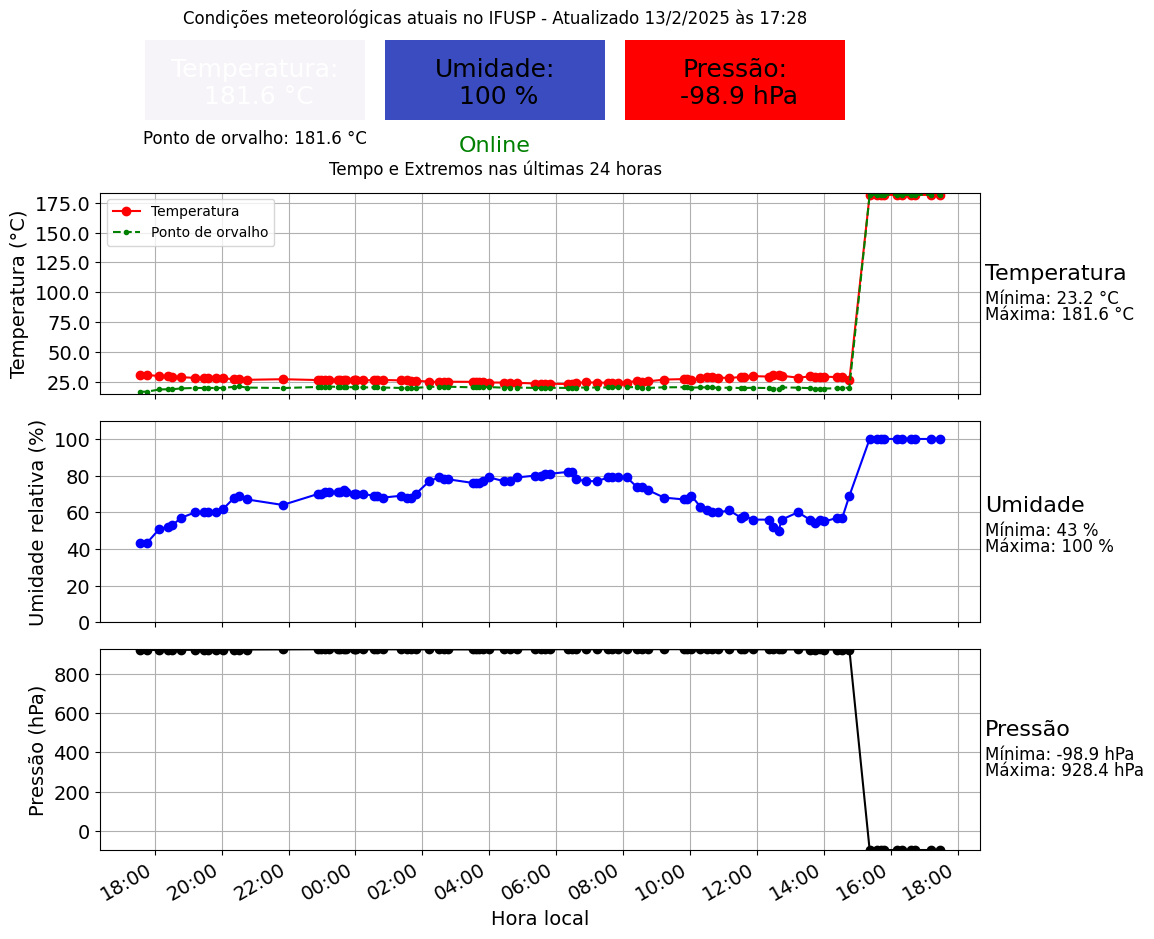 Condições meteorológicas atuais no IFUSP - Atualizado 13/2/2025 às 17:28
Temperatura:
181.6 °C
Umidade:
100 %
Pressão:
-98.9 hPa
Ponto de orvalho: 181.6 °C
Online
Tempo e Extremos nas últimas 24 horas
Temperatura (°C)
175.0
150.0
125.0
100.0
75.0
50.0
25.0
Temperatura
Ponto de orvalho
Temperatura
Mínima: 23.2 °C
Máxima: 181.6 °C
Umidade relativa (%)
100
80
60
40
20
0
Umidade
Mínima: 43 %
Máxima: 100 %
Pressão (hPa)
800
600
400
200
0
Pressão
Mínima: -98.9 hPa
Máxima: 928.4 hPa
18:00 20:00 22:00 00:00 02:00 04:00 06:00 08:00 10:00 12:00 14:00 16:00 18:00
Hora local